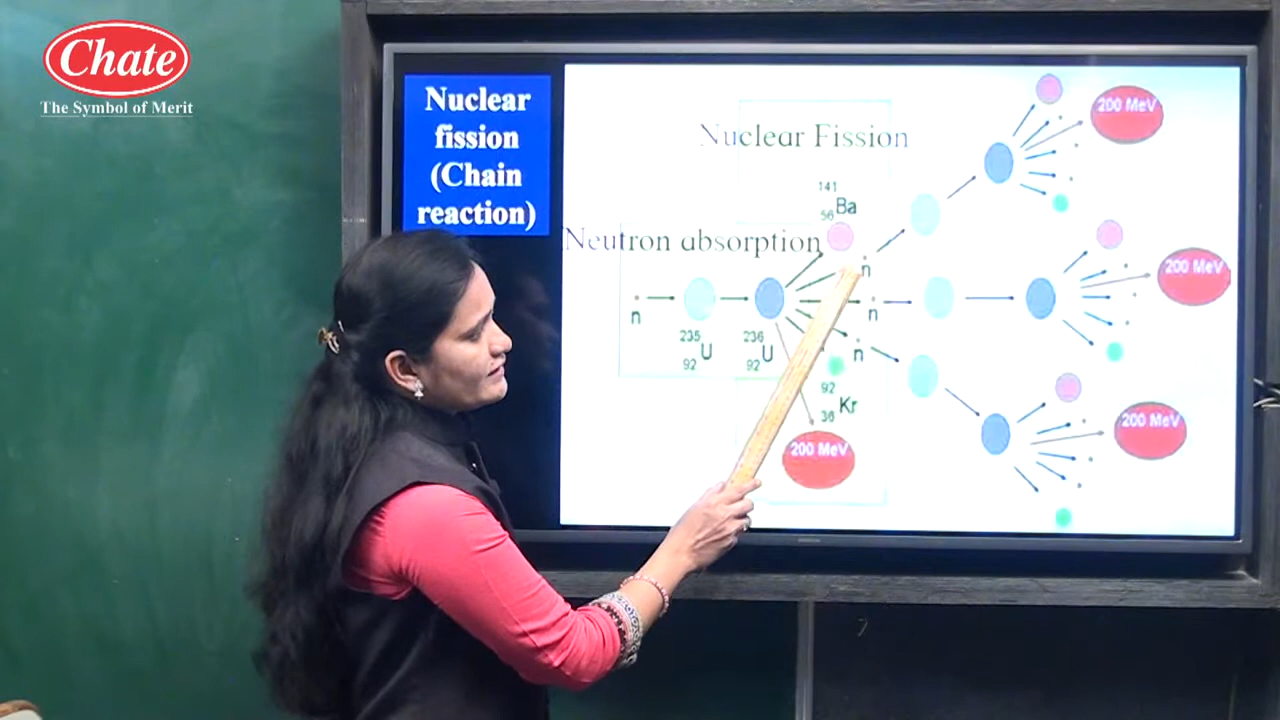 Chate
The Symbol of Merit
Nuclear
fission
(Chain
reaction)
Nuclear Fission
Neutron absorption
141
56 Ba
n
n
235
92 U
236
92 U
n
n
92
36 Kr
200 MeV
200 MeV
200 MeV
200 MeV